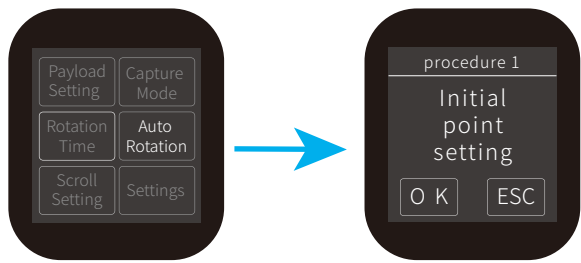 Payload
Setting
Capture
Mode
Rotation
Time
Auto
Rotation
Scroll
Setting
Settings
procedure 1
Initial
point
setting
O K
ESC